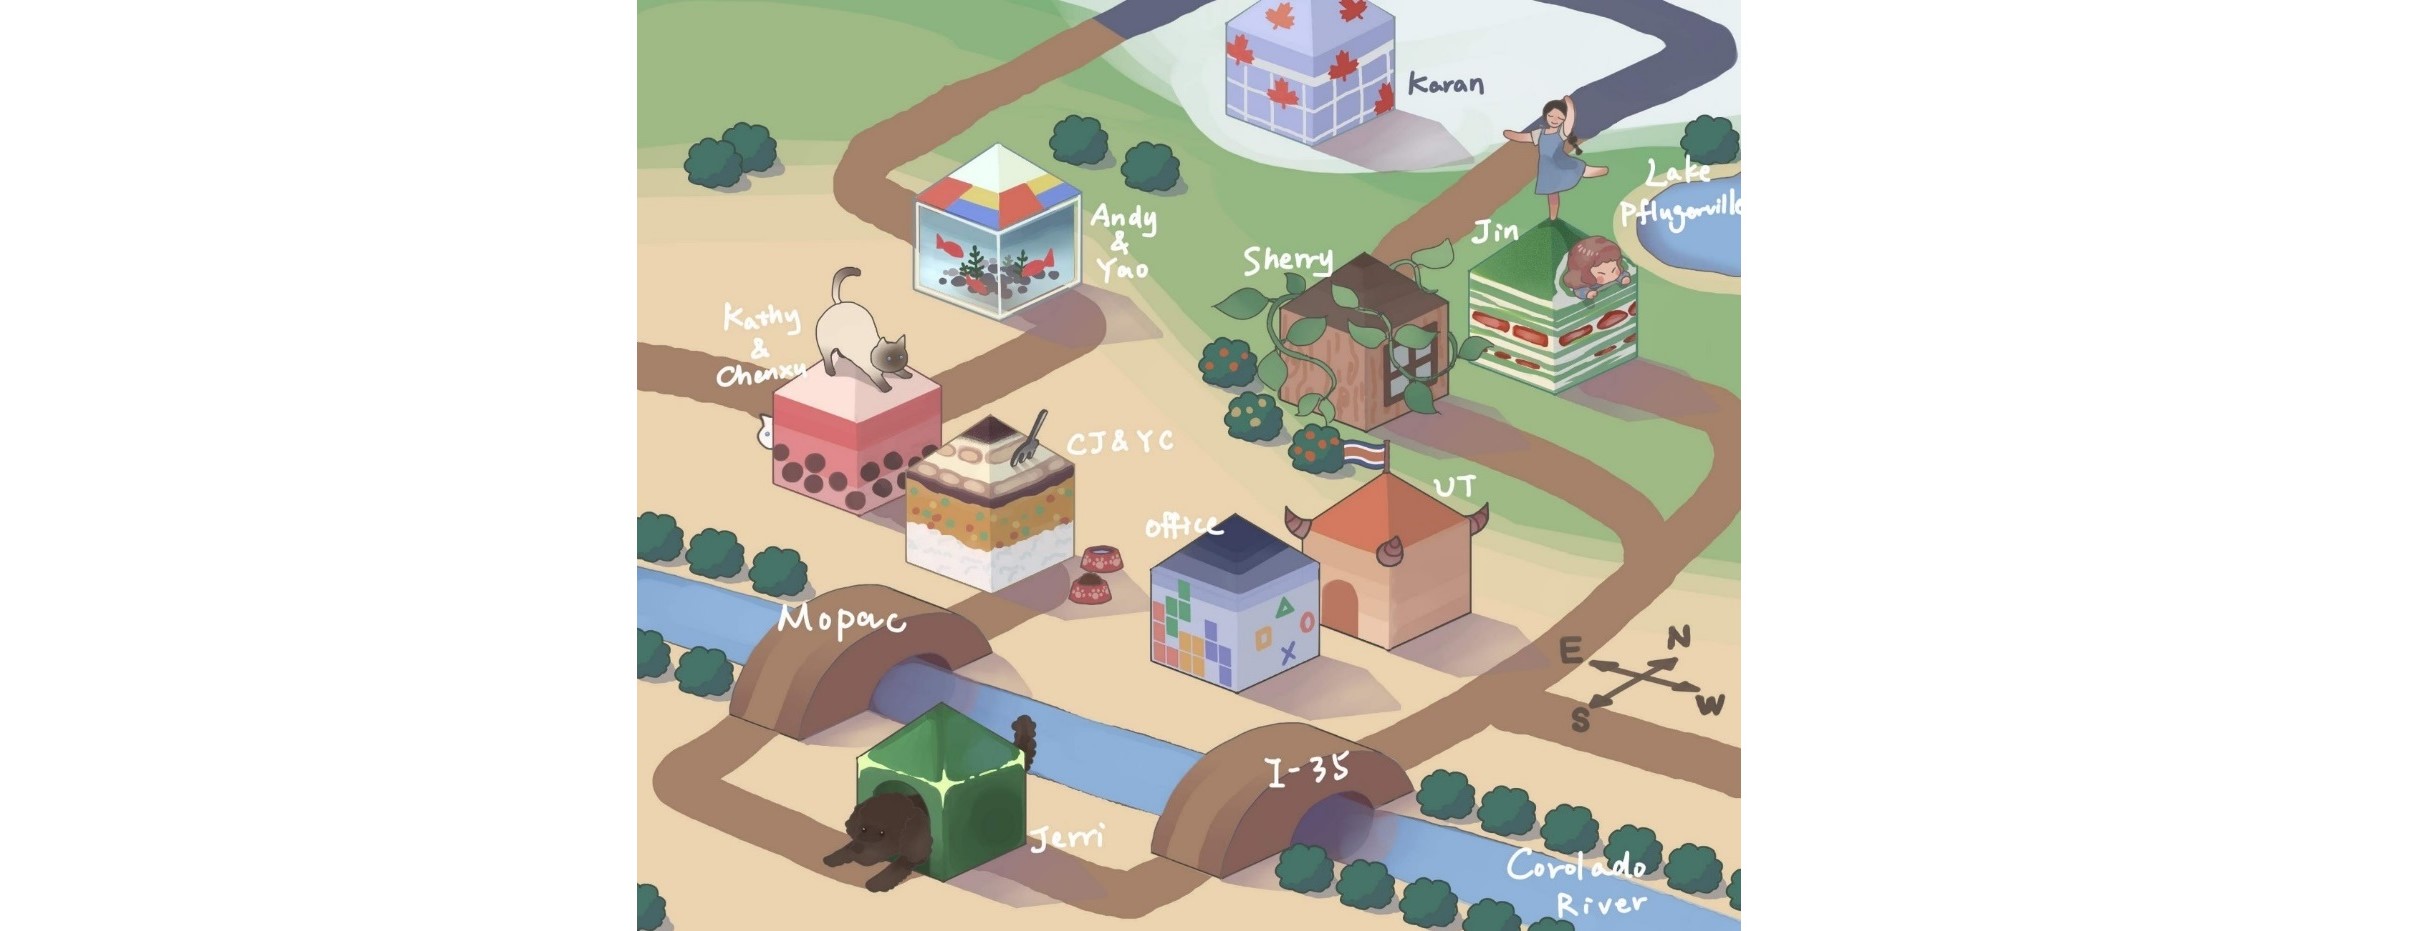 Karan
Lake
Pflugerville
Andy
&
Yao
Jin
Sherry
Kathy
&
Chenxu
CJ&YC
UT
office
Mopac
E
N
S
W
I-35
Jerri
Corolado
River